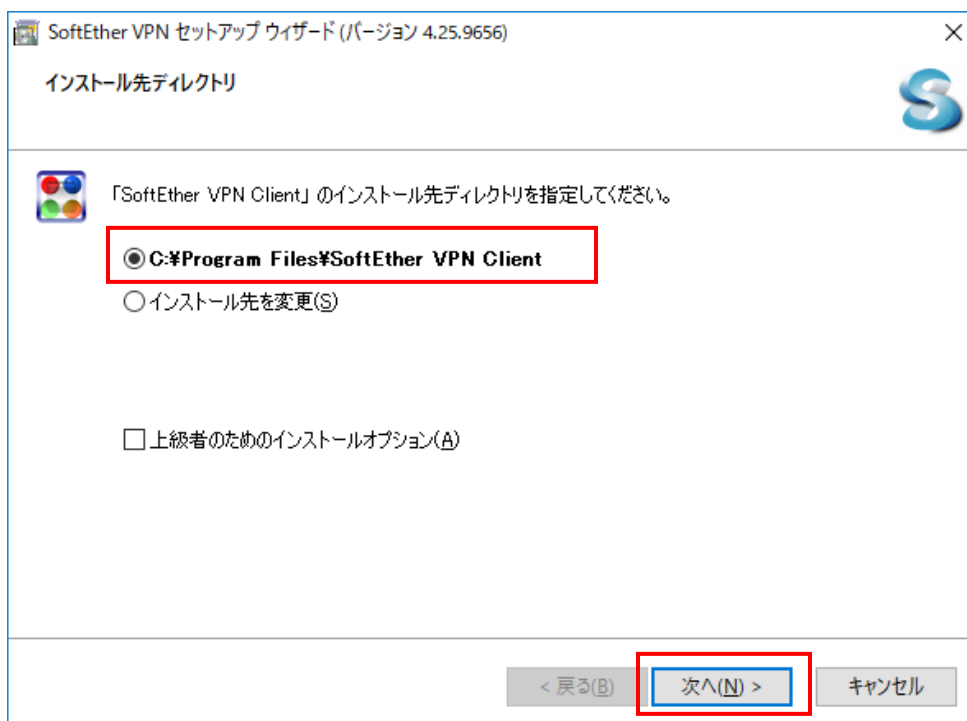 SoftEther VPN セットアップ ウィザード (バージョン 4.25.9656)
インストール先ディレクトリ
「SoftEther VPN Client」 のインストール先ディレクトリを指定してください。
C:¥Program Files¥SoftEther VPN Client
インストール先を変更(S)
上級者のためのインストールオプション(A)
< 戻る(B)
次へ(N) >
キャンセル